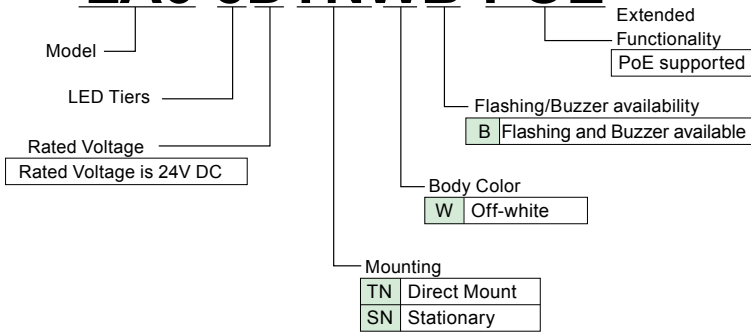 Extended
Functionality
PoE supported
Model
LED Tiers
Flashing/Buzzer availability
B Flashing and Buzzer available
Rated Voltage
Rated Voltage is 24V DC
Body Color
W Off-white
Mounting
TN Direct Mount
SN Stationary